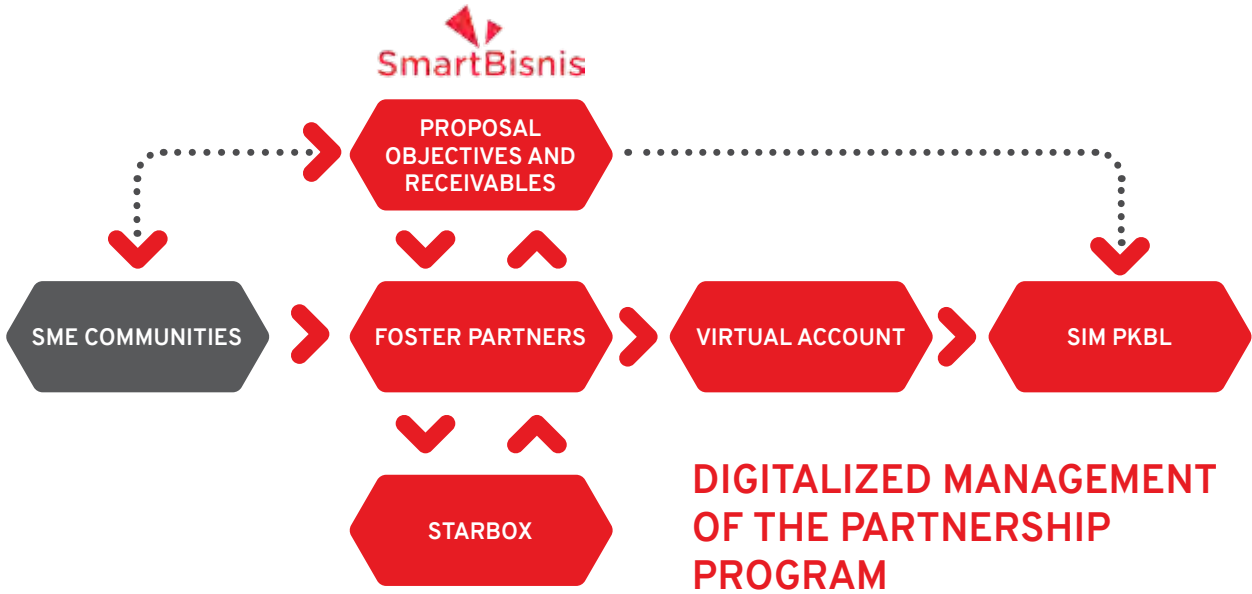 SmartBisnis
PROPOSAL
OBJECTIVES AND
RECEIVABLES
SME COMMUNITIES
FOSTER PARTNERS
VIRTUAL ACCOUNT
SIM PKBL
STARBOX
DIGITALIZED MANAGEMENT
OF THE PARTNERSHIP
PROGRAM